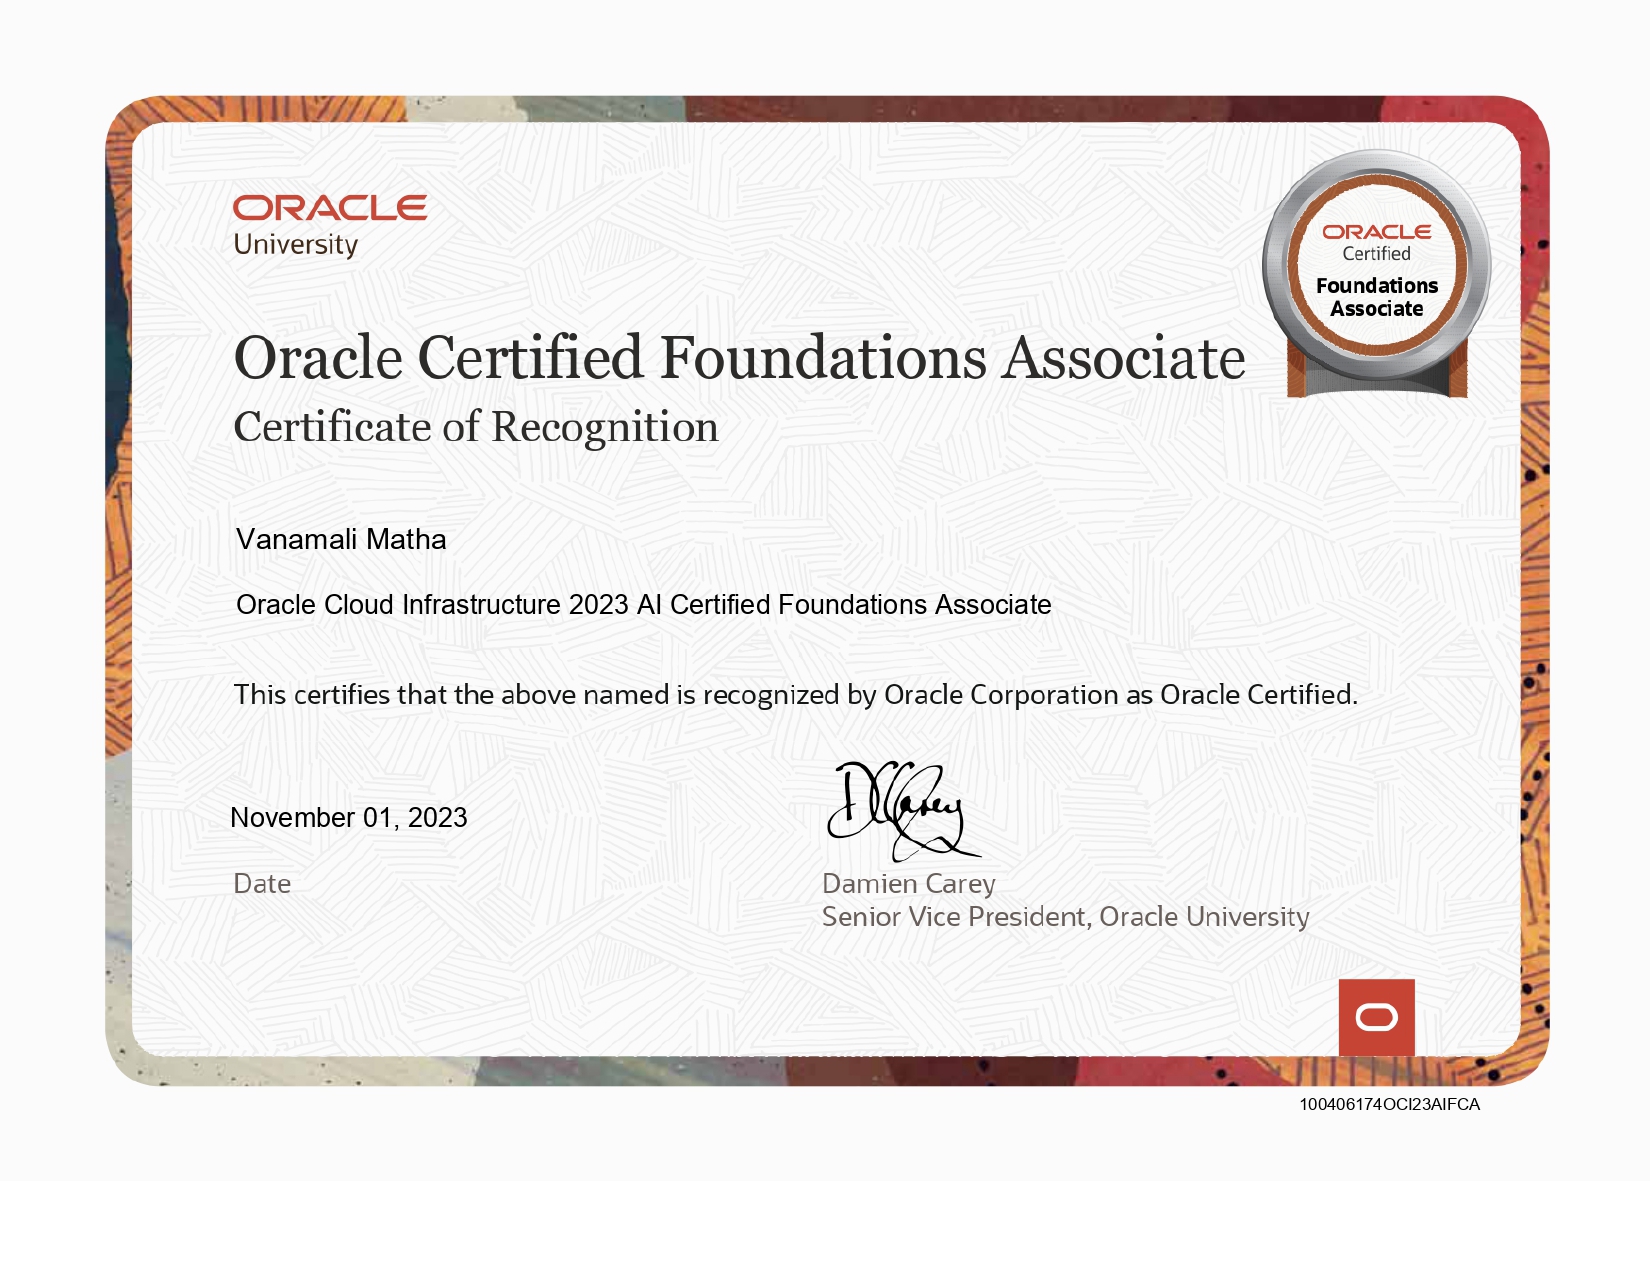 ORACLE
University
ORACLE
Certified
Foundations
Associate
Oracle Certified Foundations Associate
Certificate of Recognition
Vanamali Matha
Oracle Cloud Infrastructure 2023 AI Certified Foundations Associate
This certifies that the above named is recognized by Oracle Corporation as Oracle Certified.
November 01, 2023
DCarey
Date
Damien Carey
Senior Vice President, Oracle University
100406174OCI23AIFCA